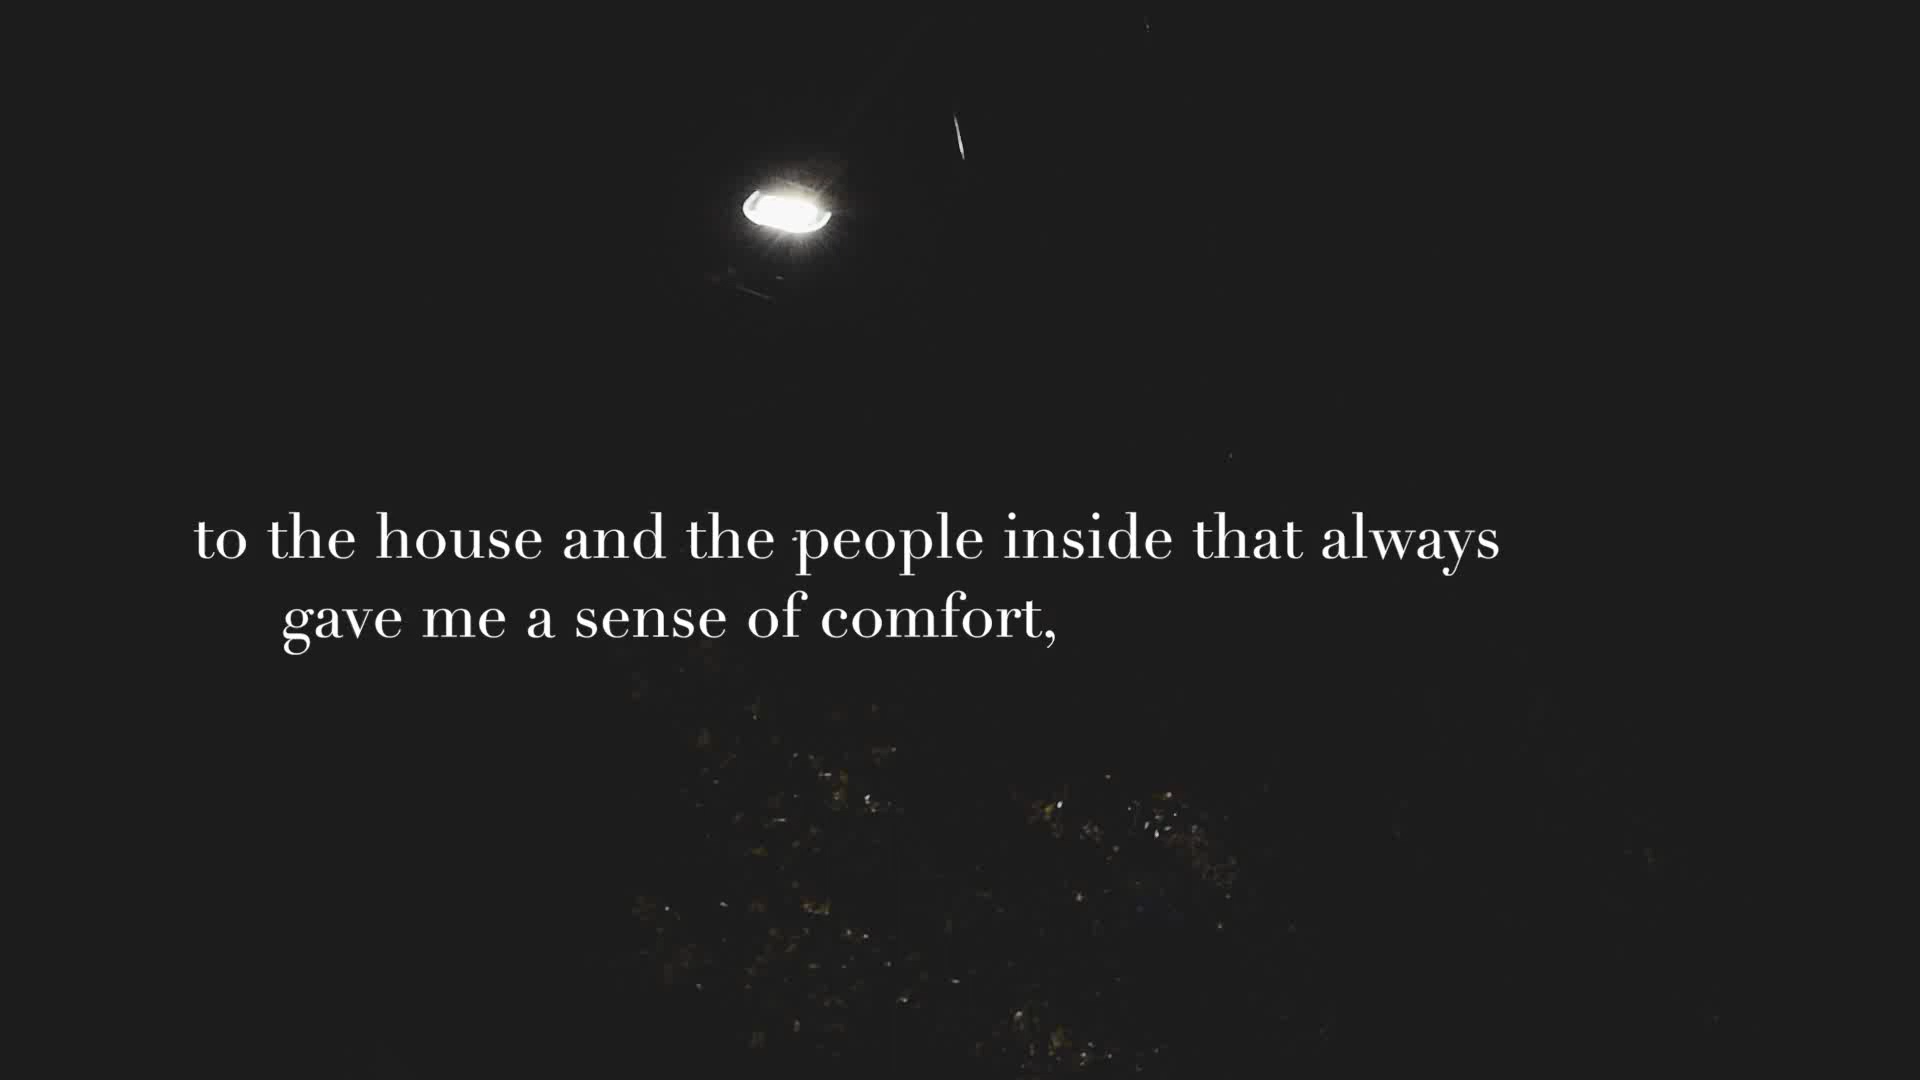 to the house and the people inside that always
gave me a sense of comfort,